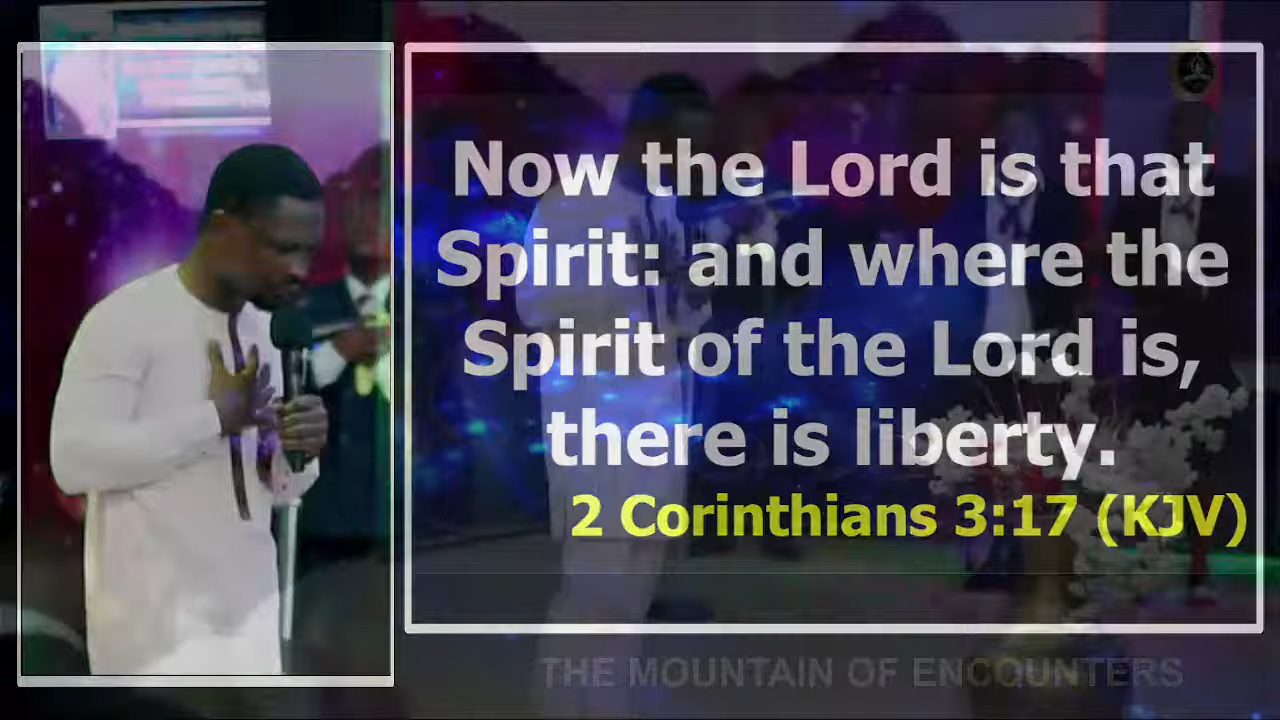 Now the Lord is that
Spirit: and where the
Spirit of the Lord is,
there is liberty.
2 Corinthians 3:17 (KJV)
THE MOUNTAIN OF ENCOUNTERS